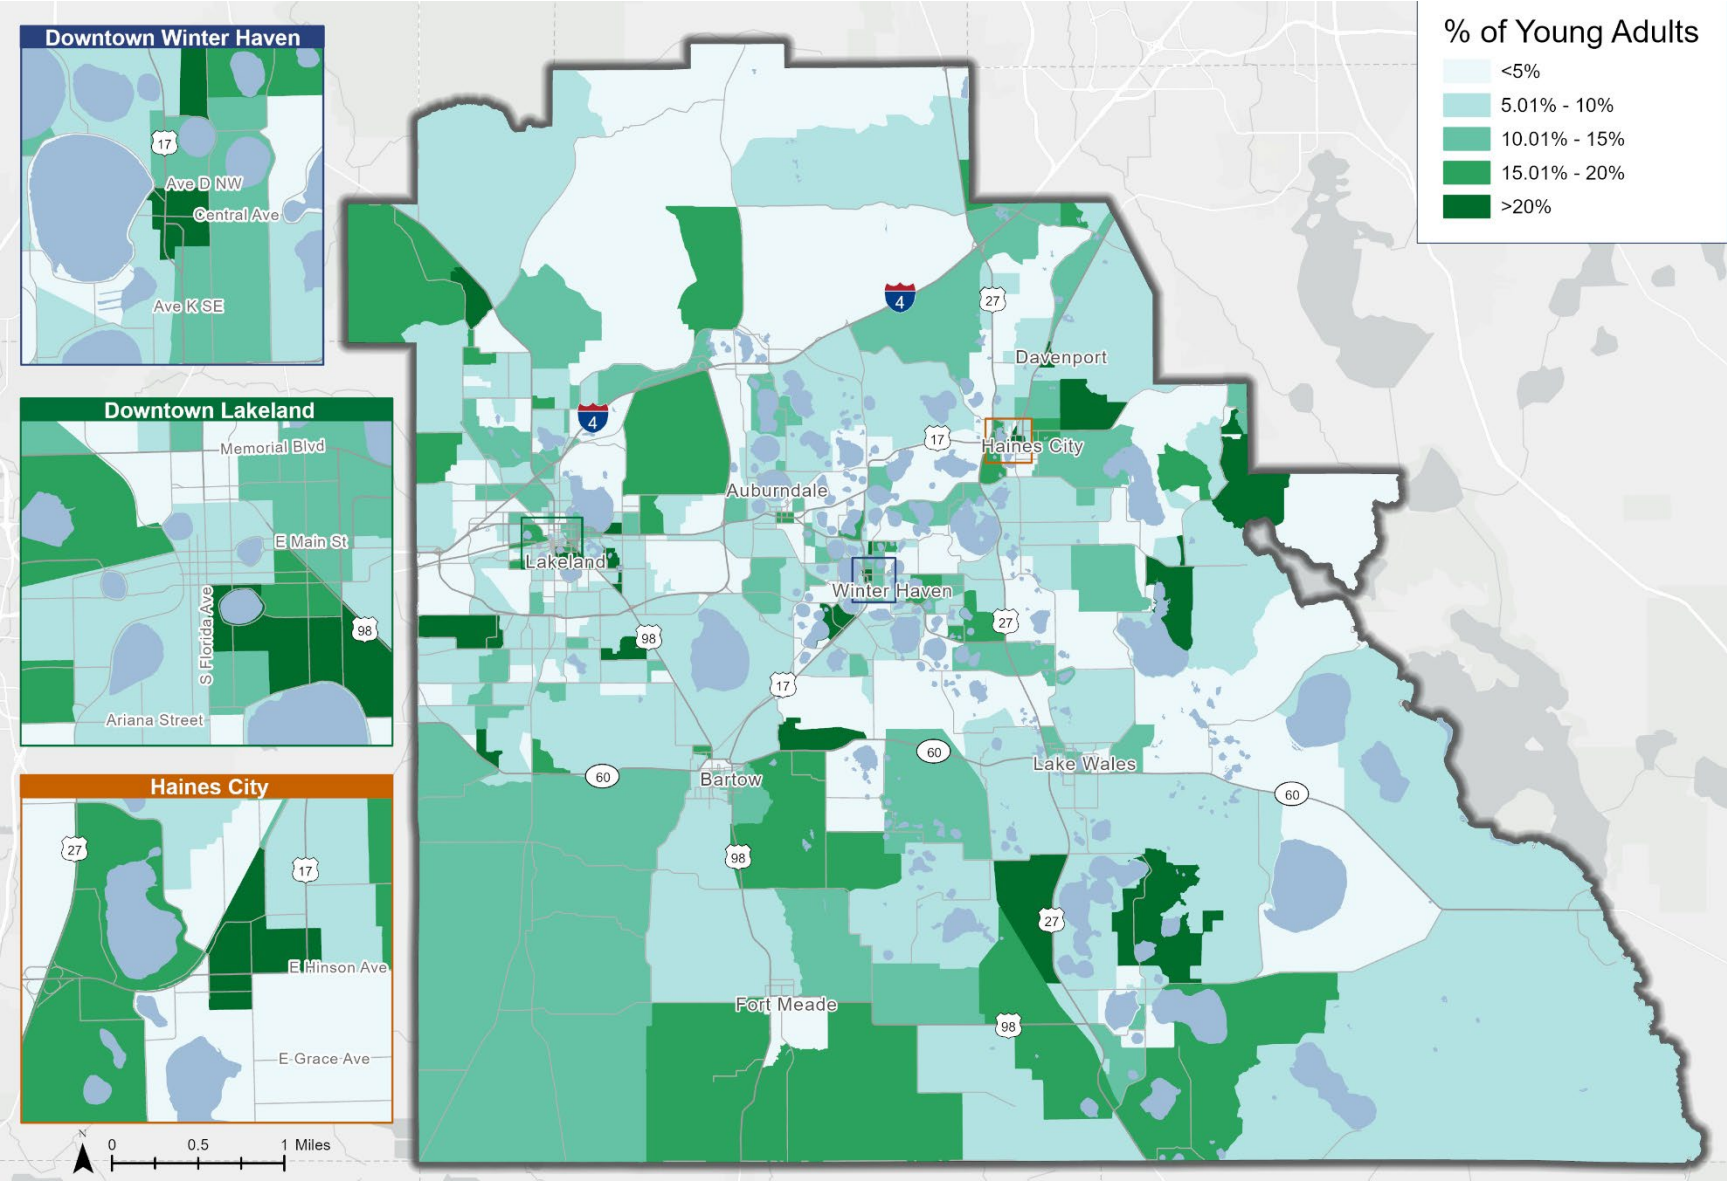 Downtown Winter Haven
17
Ave D NW
Central Ave
Ave K SE
Downtown Lakeland
Memorial Blvd
E Main St
S Florida Ave
98
Ariana Street
Haines City
27
17
E Hinson Ave
E Grace Ave
N
0 0.5 1 Miles
% of Young Adults
<5%
5.01% - 10%
10.01% - 15%
15.01% - 20%
>20%
4
27
Davenport
4
17
Haines City
Auburndale
Lakeland
Winter Haven
27
98
17
60
60
Lake Wales
Bartow
60
98
27
Fort Meade
98